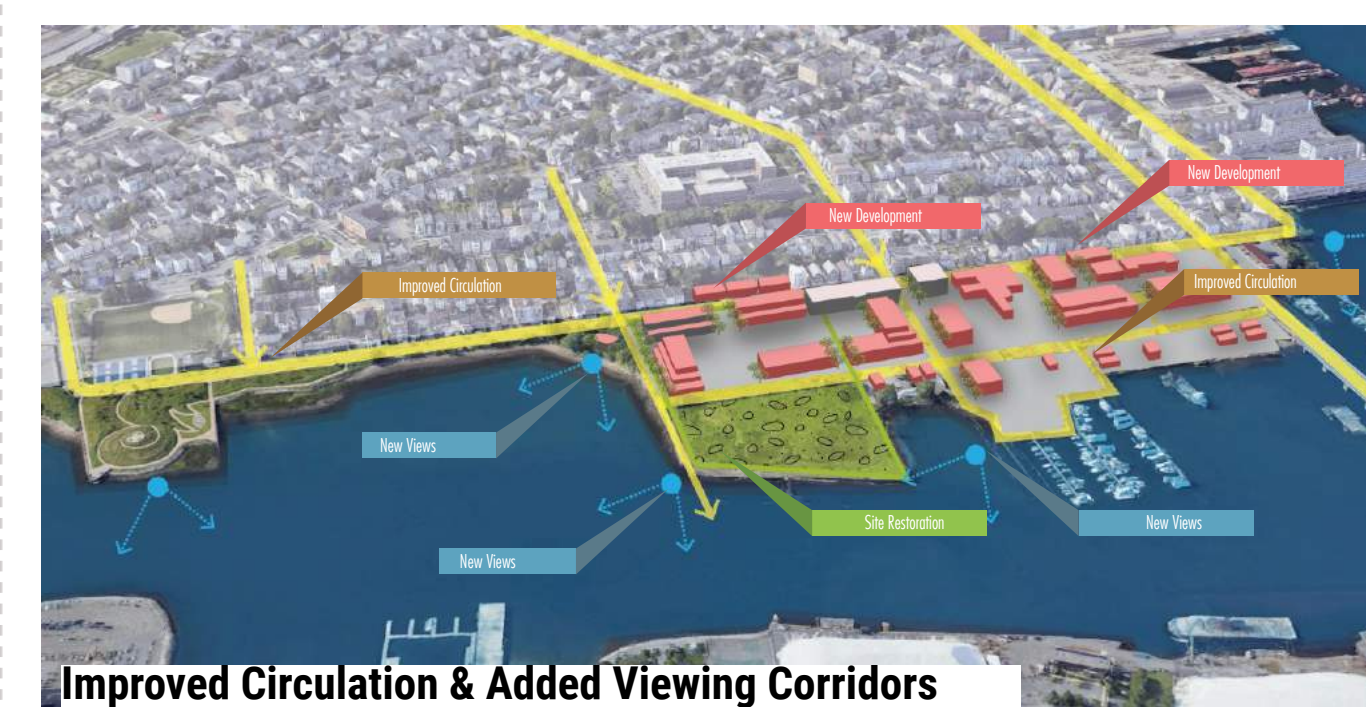 New Development
New Development
Improved Circulation
Improved Circulation
New Views
Site Restoration
New Views
New Views
Improved Circulation & Added Viewing Corridors